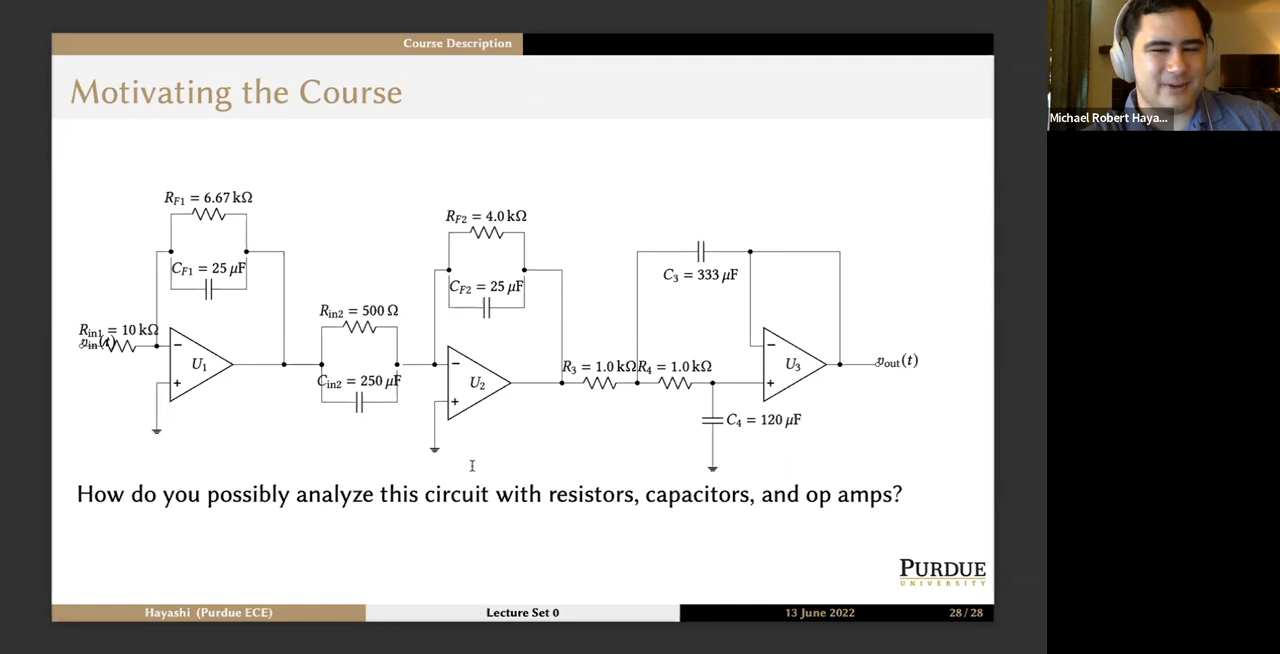 Course Description
Motivating the Course
Michael Robert Haya...
R_F1 = 6.67 kΩ
C_F1 = 25 μF
R_in1 = 10 kΩ
v_in(t)
−
+
U_1
R_in2 = 500 Ω
C_in2 = 250 μF
R_F2 = 4.0 kΩ
C_F2 = 25 μF
−
+
U_2
R_3 = 1.0 kΩ
R_4 = 1.0 kΩ
C_3 = 333 μF
C_4 = 120 μF
−
+
U_3
v_out(t)
How do you possibly analyze this circuit with resistors, capacitors, and op amps?
PURDUE
UNIVERSITY
Hayashi (Purdue ECE)
Lecture Set 0
13 June 2022
28 / 28